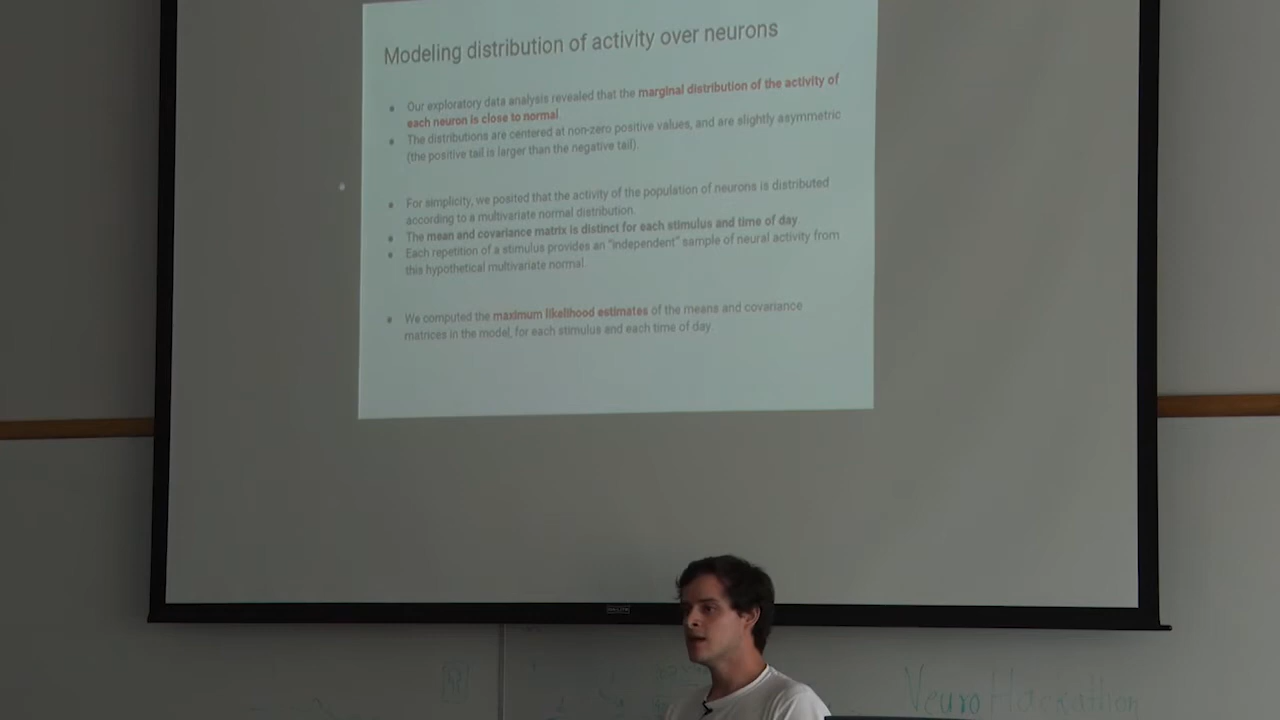 Modeling distribution of activity over neurons
Our exploratory data analysis revealed that the marginal distribution of the activity of
each neuron is close to normal.
The distributions are centered at non-zero positive values, and are slightly asymmetric
(the positive tail is larger than the negative tail).
For simplicity, we posited that the activity of the population of neurons is distributed
according to a multivariate normal distribution.
The mean and covariance matrix is distinct for each stimulus and time of day.
Each repetition of a stimulus provides an "independent" sample of neural activity from
this hypothetical multivariate normal.
We computed the maximum likelihood estimates of the means and covariance
matrices in the model, for each stimulus and each time of day.
Neuro Hackathon